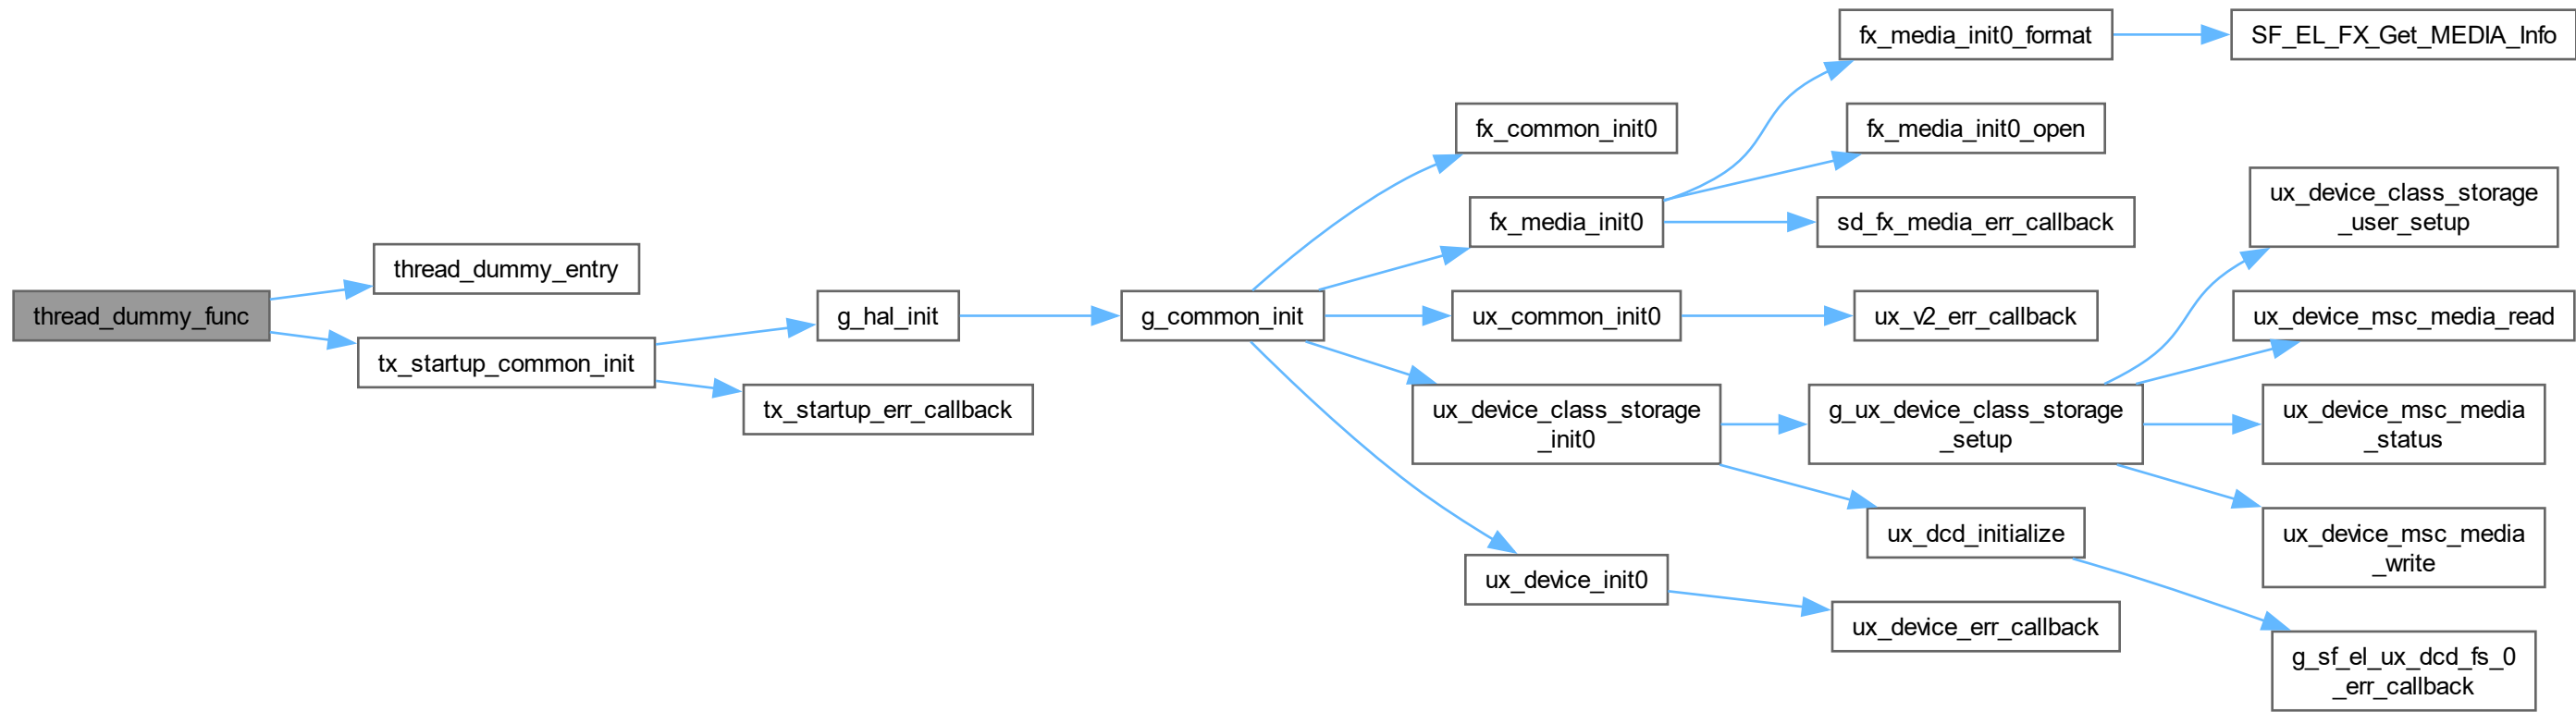 thread_dummy_func
thread_dummy_entry
tx_startup_common_init
g_hal_init
tx_startup_err_callback
g_common_init
fx_common_init0
fx_media_init0
ux_common_init0
ux_device_class_storage
_init0
ux_device_init0
fx_media_init0_format
fx_media_init0_open
sd_fx_media_err_callback
ux_v2_err_callback
g_ux_device_class_storage
_setup
ux_dcd_initialize
ux_device_err_callback
SF_EL_FX_Get_MEDIA_Info
ux_device_class_storage
_user_setup
ux_device_msc_media_read
ux_device_msc_media
_status
ux_device_msc_media
_write
g_sf_el_ux_dcd_fs_0
_err_callback